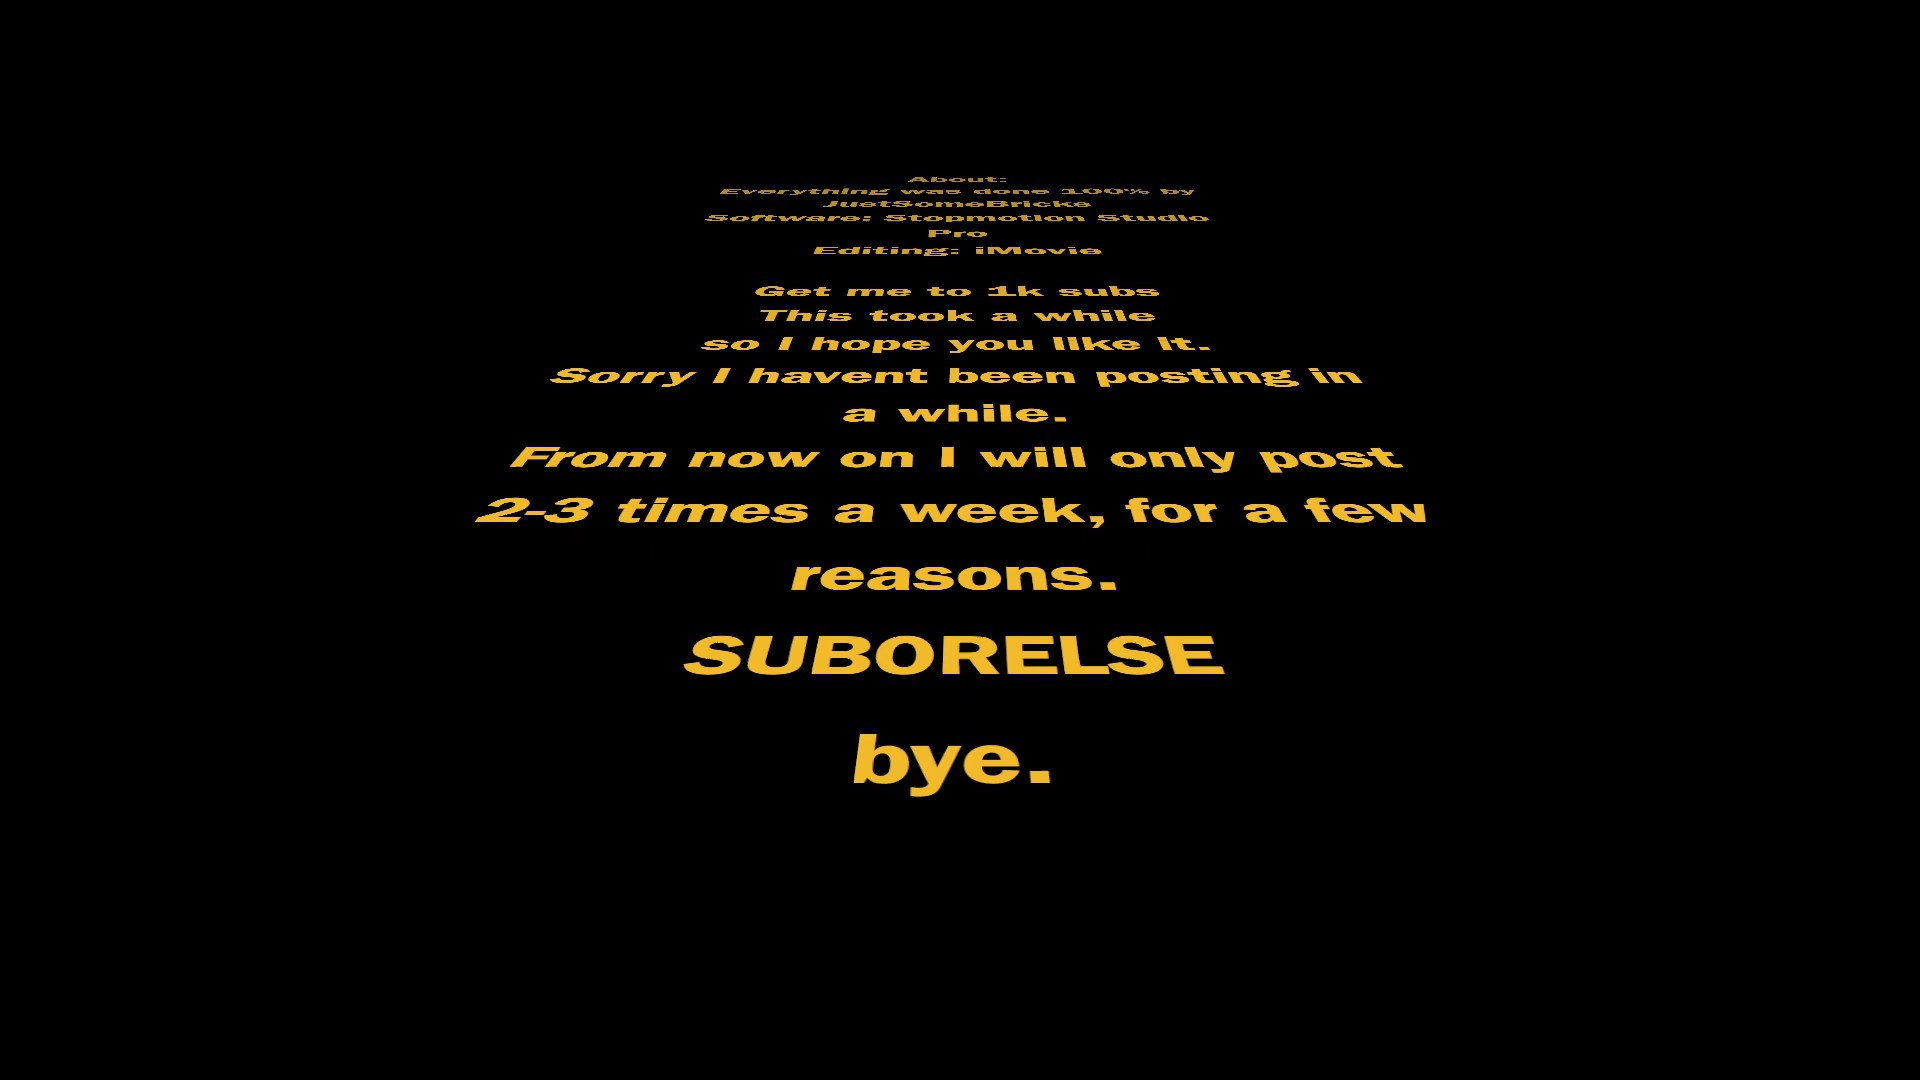 About:
Everything was done 100% by
JustSomeBricks
Software: Stopmotion Studio
Pro
Editing: iMovie
Get me to 1k subs
This took a while
so I hope you like it.
Sorry I havent been posting in
a while.
From now on I will only post
2-3 times a week, for a few
reasons.
SUBORELSE
bye.